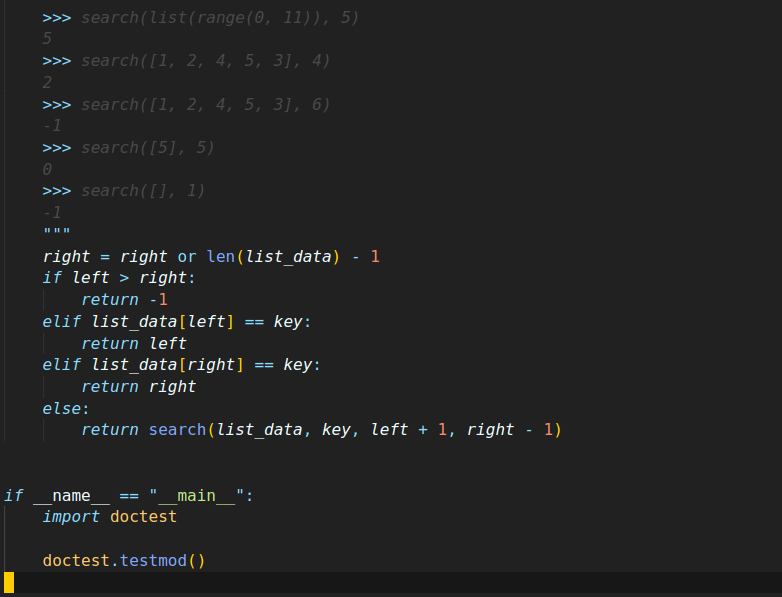 >>> search(list(range(0, 11)), 5)
5
>>> search([1, 2, 4, 5, 3], 4)
2
>>> search([1, 2, 4, 5, 3], 6)
-1
>>> search([5], 5)
0
>>> search([], 1)
-1
"""
right = right or len(list_data) - 1
if left > right:
return -1
elif list_data[left] == key:
return left
elif list_data[right] == key:
return right
else:
return search(list_data, key, left + 1, right - 1)
if __name__ == "__main__":
import doctest
doctest.testmod()